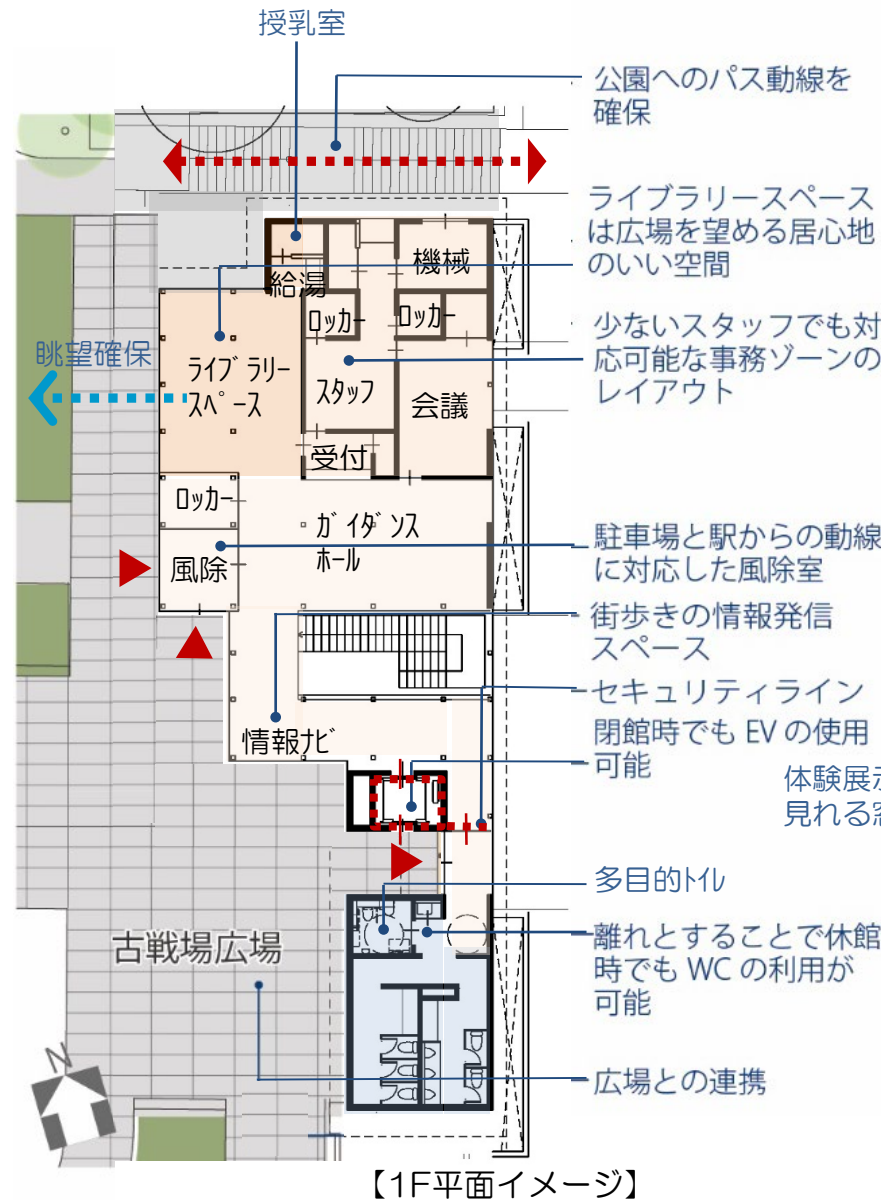 授乳室
公園へのパス動線を
確保
ライブラリースペース
は広場を望める居心地
のいい空間
機械
給湯
ロッカー
ロッカー
少ないスタッフでも対
応可能な事務ゾーンの
レイアウト
眺望確保
ライブラリー
スペース
スタッフ
会議
受付
ロッカー
ガイダンス
ホール
風除
駐車場と駅からの動線
に対応した風除室
街歩きの情報発信
スペース
セキュリティライン
情報ナビ
閉館時でも EV の使用
可能
体験展示
見れる窓
多目的トイレ
古戦場広場
離れとすることで休館
時でも WC の利用が
可能
N
広場との連携
【1F平面イメージ】